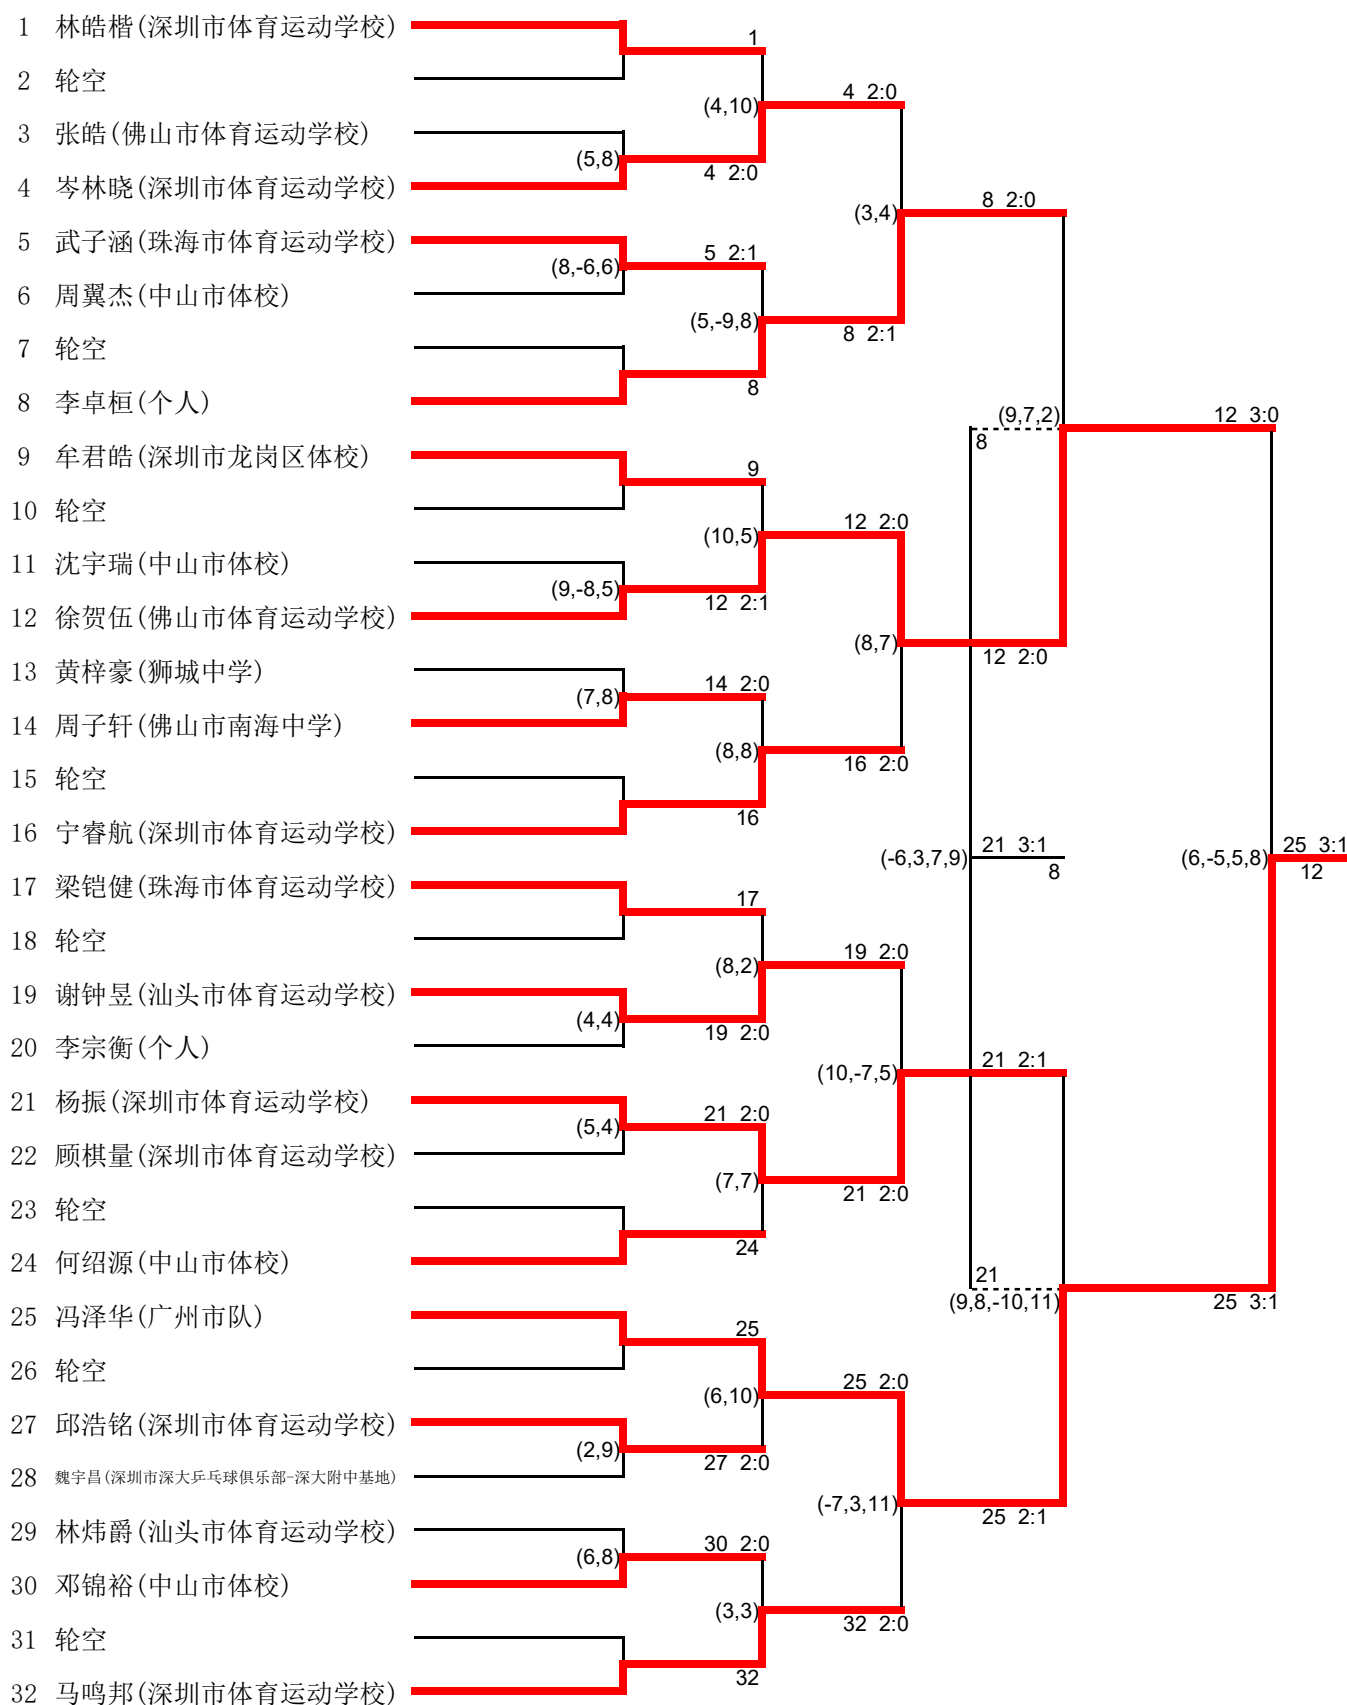 1 林皓楷(深圳市体育运动学校)
1
2 轮空
4 2:0
(4,10)
3 张皓(佛山市体育运动学校)
(5,8)
4 2:0
4 岑林晓(深圳市体育运动学校)
8 2:0
(3,4)
5 武子涵(珠海市体育运动学校)
5 2:1
(8,-6,6)
6 周翼杰(中山市体校)
(5,-9,8)
8 2:1
7 轮空
8
8 李卓桓(个人)
(9,7,2)
12 3:0
8
9 牟君皓(深圳市龙岗区体校)
9
10 轮空
12 2:0
(10,5)
11 沈宇瑞(中山市体校)
(9,-8,5)
12 2:1
12 徐贺伍(佛山市体育运动学校)
(8,7)
12 2:0
13 黄梓豪(狮城中学)
14 2:0
(7,8)
14 周子轩(佛山市南海中学)
(8,8)
16 2:0
15 轮空
16
16 宁睿航(深圳市体育运动学校)
21 3:1
25 3:1
(-6,3,7,9)
(6,-5,5,8)
8
12
17 梁铠健(珠海市体育运动学校)
17
18 轮空
19 2:0
(8,2)
19 谢钟昱(汕头市体育运动学校)
(4,4)
19 2:0
20 李宗衡(个人)
21 2:1
(10,-7,5)
21 杨振(深圳市体育运动学校)
21 2:0
(5,4)
22 顾棋量(深圳市体育运动学校)
(7,7)
21 2:0
23 轮空
24
24 何绍源(中山市体校)
21
(9,8,-10,11)
25 3:1
25 冯泽华(广州市队)
25
26 轮空
25 2:0
(6,10)
27 邱浩铭(深圳市体育运动学校)
(2,9)
27 2:0
28 魏宇昌(深圳市深大乒乓球俱乐部-深大附中基地)
(-7,3,11)
25 2:1
29 林炜爵(汕头市体育运动学校)
30 2:0
(6,8)
30 邓锦裕(中山市体校)
(3,3)
32 2:0
31 轮空
32
32 马鸣邦(深圳市体育运动学校)